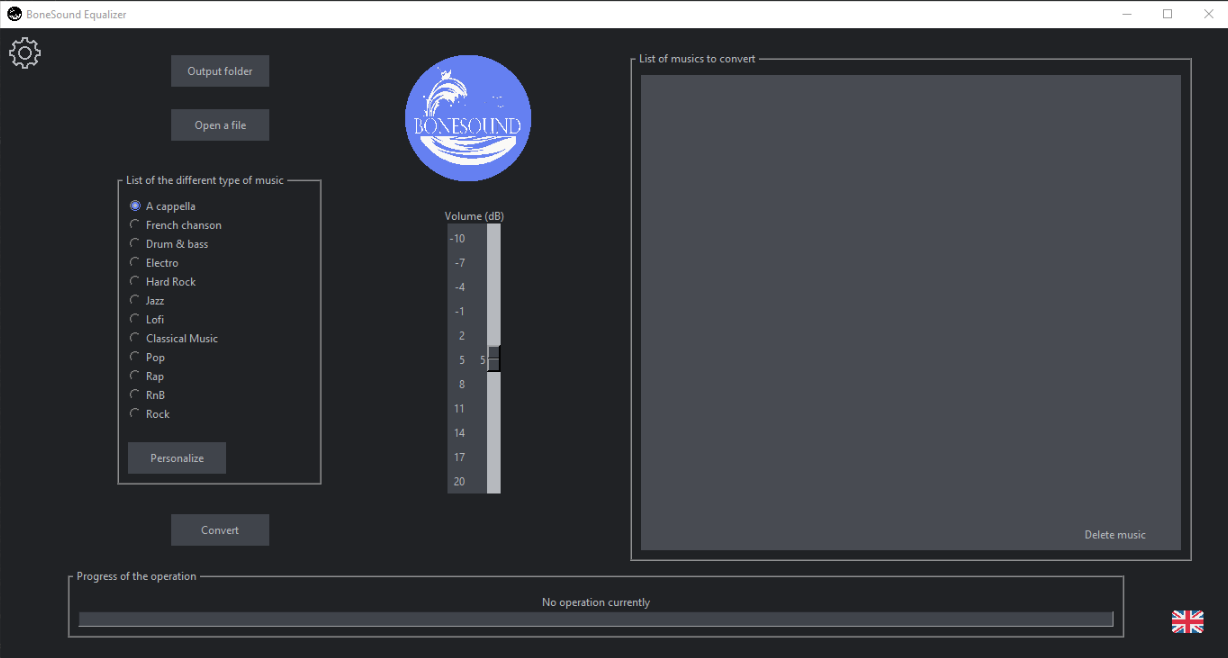 BoneSound Equalizer
Output folder
Open a file
List of the different type of music
A cappella
French chanson
Drum & bass
Electro
Hard Rock
Jazz
Lofi
Classical Music
Pop
Rap
RnB
Rock
Personalize
Convert
BONESOUND
Volume (dB)
-10
-7
-4
-1
2
5 5
8
11
14
17
20
List of musics to convert
Delete music
Progress of the operation
No operation currently